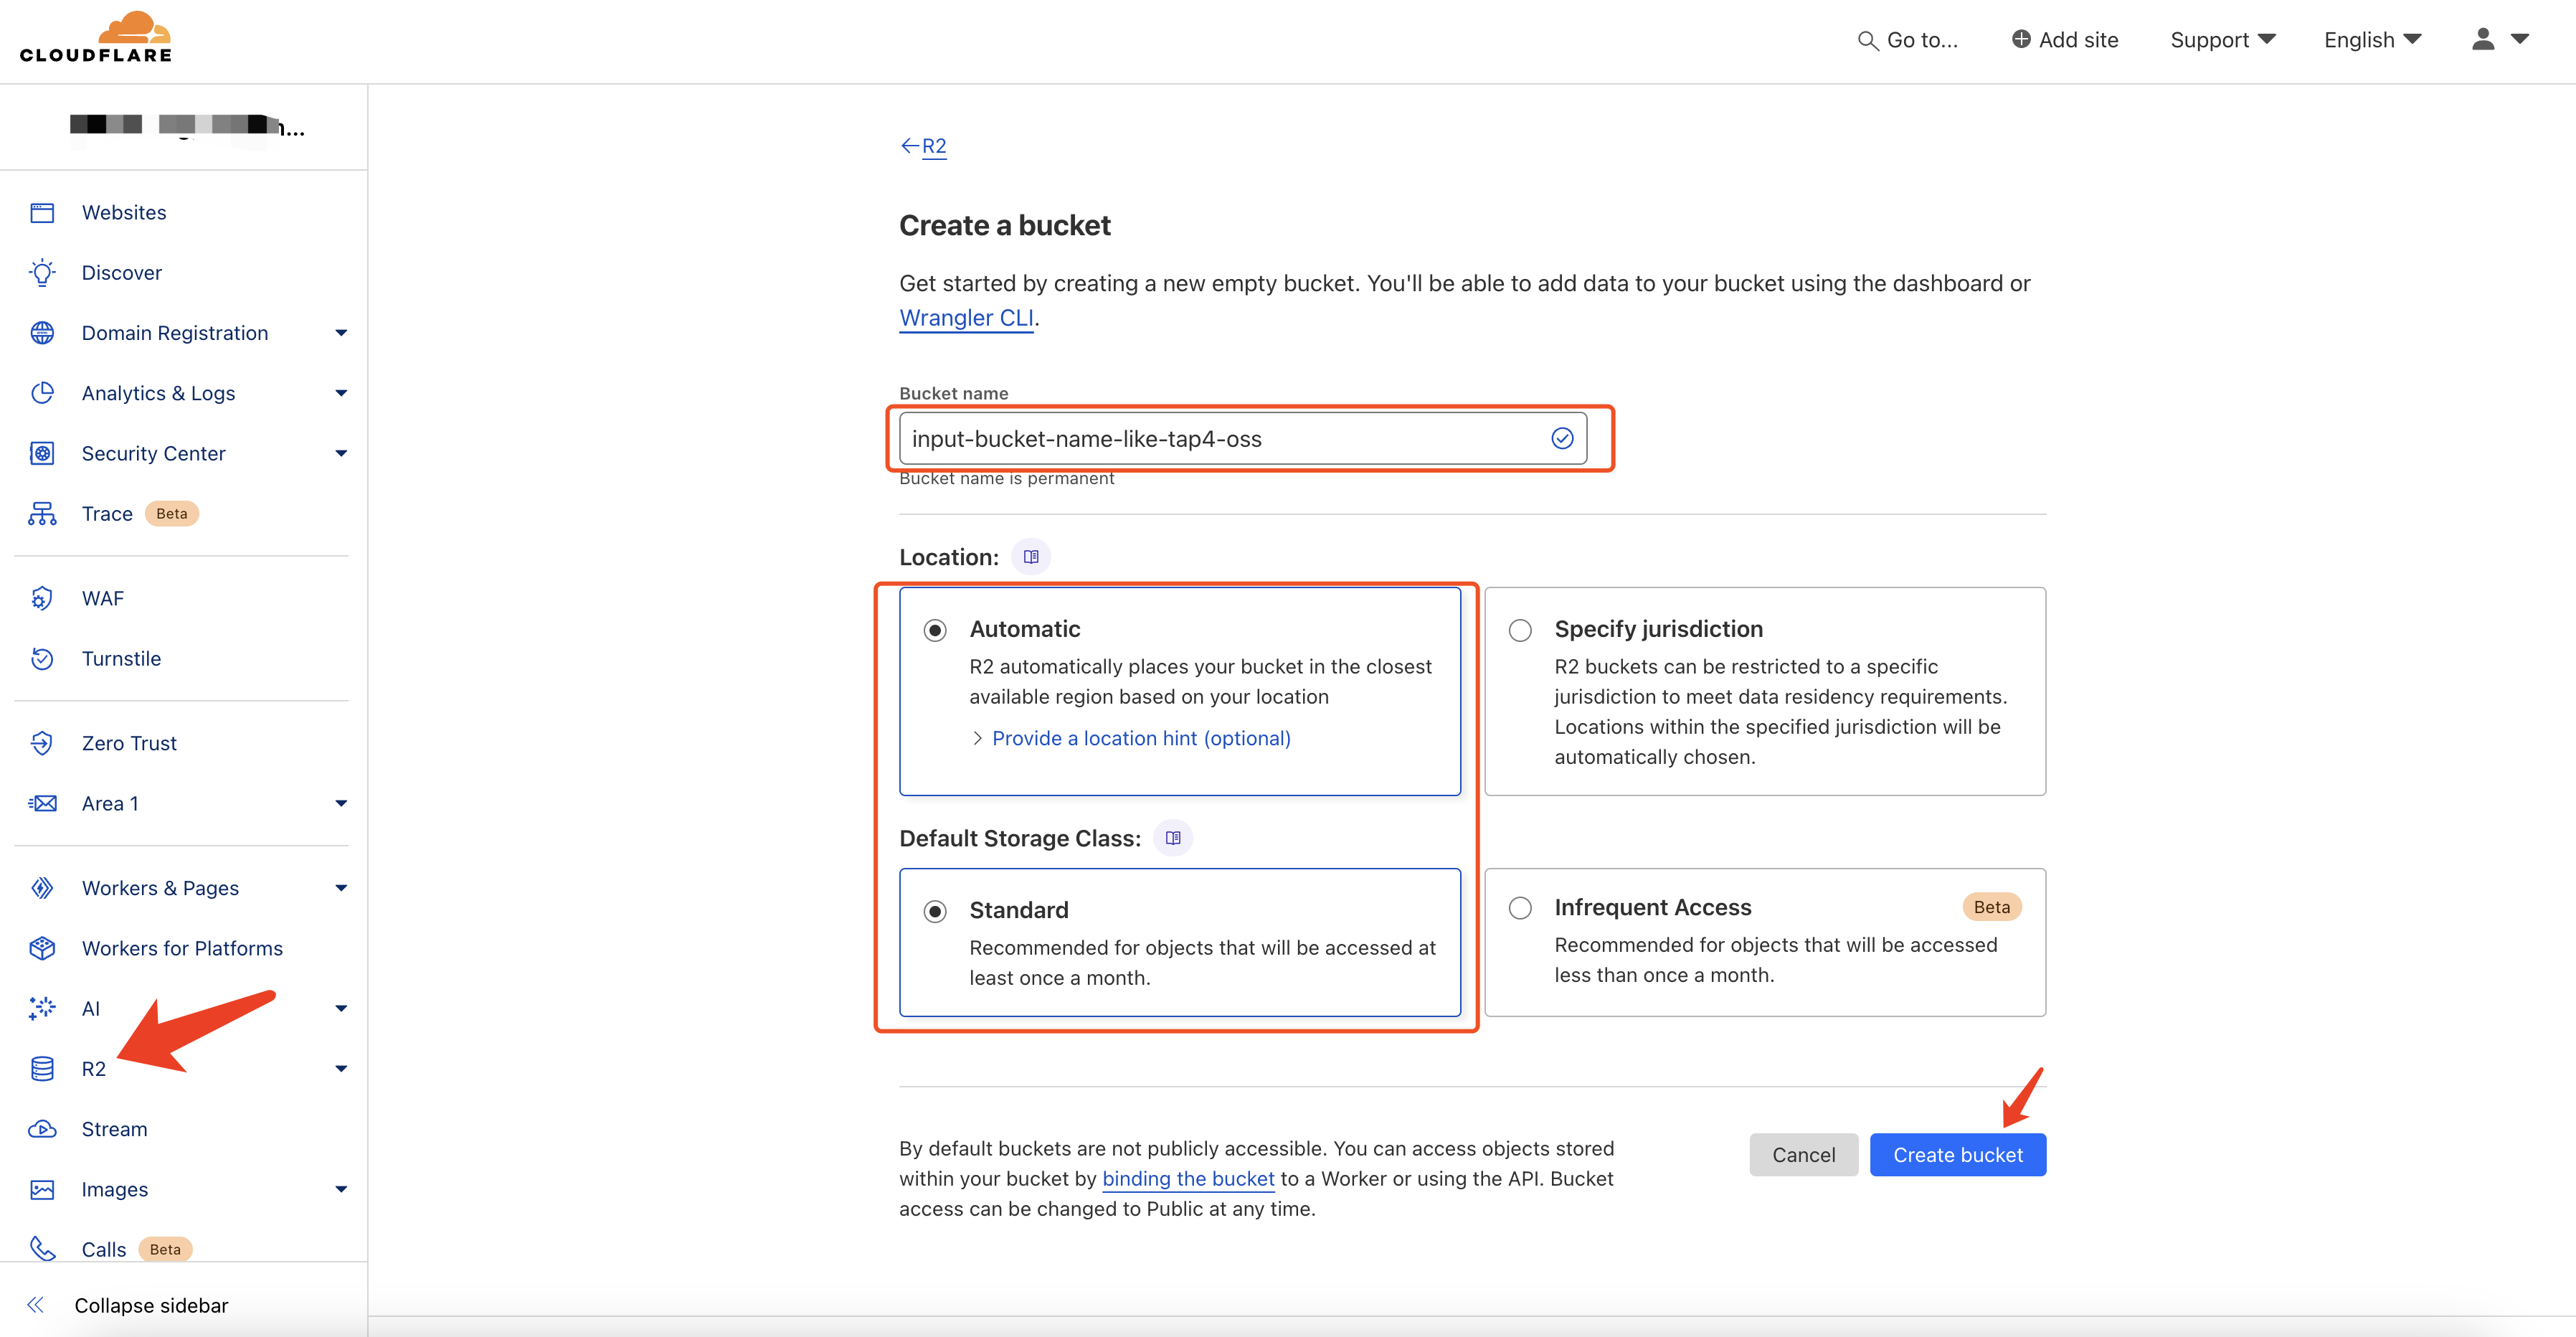 CLOUDFLARE
Go to...
Add site
Support
English
Websites
Discover
Domain Registration
Analytics & Logs
Security Center
Trace Beta
WAF
Turnstile
Zero Trust
Area 1
Workers & Pages
Workers for Platforms
AI
R2
Stream
Images
Calls Beta
Collapse sidebar
R2
Create a bucket
Get started by creating a new empty bucket. You'll be able to add data to your bucket using the dashboard or
Wrangler CLI.
Bucket name
input-bucket-name-like-tap4-oss
Bucket name is permanent
Location:
Automatic
R2 automatically places your bucket in the closest
available region based on your location
Provide a location hint (optional)
Specify jurisdiction
R2 buckets can be restricted to a specific
jurisdiction to meet data residency requirements.
Locations within the specified jurisdiction will be
automatically chosen.
Default Storage Class:
Standard
Recommended for objects that will be accessed at
least once a month.
Infrequent Access Beta
Recommended for objects that will be accessed
less than once a month.
By default buckets are not publicly accessible. You can access objects stored
within your bucket by binding the bucket to a Worker or using the API. Bucket
access can be changed to Public at any time.
Cancel
Create bucket